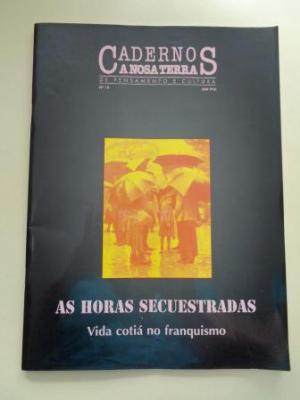 CADERNOS
A NOSA TERRA
DE PENSAMENTO E CULTURA
AS HORAS SECUESTRADAS
Vida cotiá no franquismo